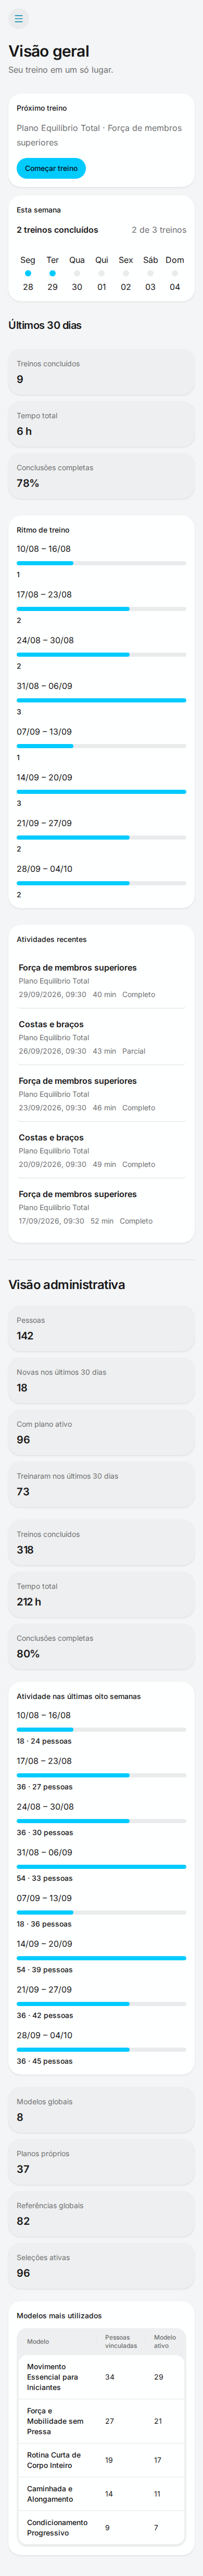 Visão geral
Seu treino em um só lugar.
Próximo treino
Plano Equilíbrio Total · Força de membros
superiores
Começar treino
Esta semana
2 treinos concluídos 2 de 3 treinos
Seg Ter Qua Qui Sex Sáb Dom
28 29 30 01 02 03 04
Últimos 30 dias
Treinos concluídos
9
Tempo total
6 h
Conclusões completas
78%
Ritmo de treino
10/08 – 16/08
1
17/08 – 23/08
2
24/08 – 30/08
2
31/08 – 06/09
3
07/09 – 13/09
1
14/09 – 20/09
3
21/09 – 27/09
2
28/09 – 04/10
2
Atividades recentes
Força de membros superiores
Plano Equilíbrio Total
29/09/2026, 09:30 40 min Completo
Costas e braços
Plano Equilíbrio Total
26/09/2026, 09:30 43 min Parcial
Força de membros superiores
Plano Equilíbrio Total
23/09/2026, 09:30 46 min Completo
Costas e braços
Plano Equilíbrio Total
20/09/2026, 09:30 49 min Completo
Força de membros superiores
Plano Equilíbrio Total
17/09/2026, 09:30 52 min Completo
Visão administrativa
Pessoas
142
Novas nos últimos 30 dias
18
Com plano ativo
96
Treinaram nos últimos 30 dias
73
Treinos concluídos
318
Tempo total
212 h
Conclusões completas
80%
Atividade nas últimas oito semanas
10/08 – 16/08
18 · 24 pessoas
17/08 – 23/08
36 · 27 pessoas
24/08 – 30/08
36 · 30 pessoas
31/08 – 06/09
54 · 33 pessoas
07/09 – 13/09
18 · 36 pessoas
14/09 – 20/09
54 · 39 pessoas
21/09 – 27/09
36 · 42 pessoas
28/09 – 04/10
36 · 45 pessoas
Modelos globais
8
Planos próprios
37
Referências globais
82
Seleções ativas
96
Modelos mais utilizados
Modelo Pessoas vinculadas Modelo ativo
Movimento
Essencial para
Iniciantes
34 29
Força e
Mobilidade sem
Pressa
27 21
Rotina Curta de
Corpo Inteiro
19 17
Caminhada e
Alongamento
14 11
Condicionamento
Progressivo
9 7